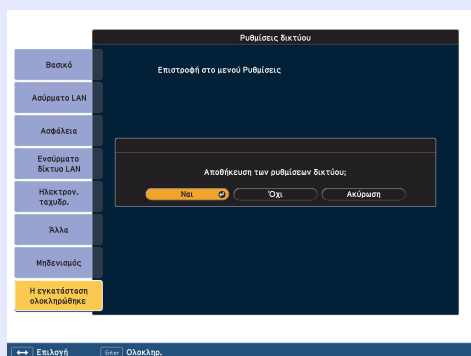 Ρυθμίσεις δικτύου
Βασικό
Επιστροφή στο μενού Ρυθμίσεις
Ασύρματο LAN
Ασφάλεια
Ενσύρματο
δίκτυο LAN
Αποθήκευση των ρυθμίσεων δικτύου;
Ναι
Όχι
Ακύρωση
Ηλεκτρον.
ταχυδρ.
Άλλα
Μηδενισμός
Η εγκατάσταση
ολοκληρώθηκε
Επιλογή
Enter Ολοκληρ.